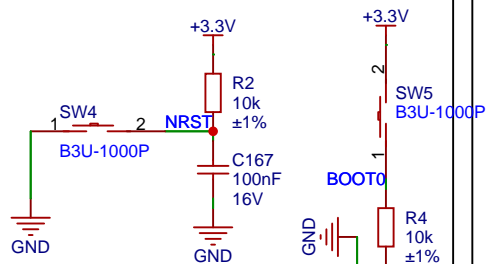 +3.3V
R2
10k
±1%
SW4
1
2
NRST
B3U-1000P
C167
100nF
16V
GND
GND
+3.3V
2
SW5
B3U-1000P
1
BOOT0
GND
R4
10k
±1%